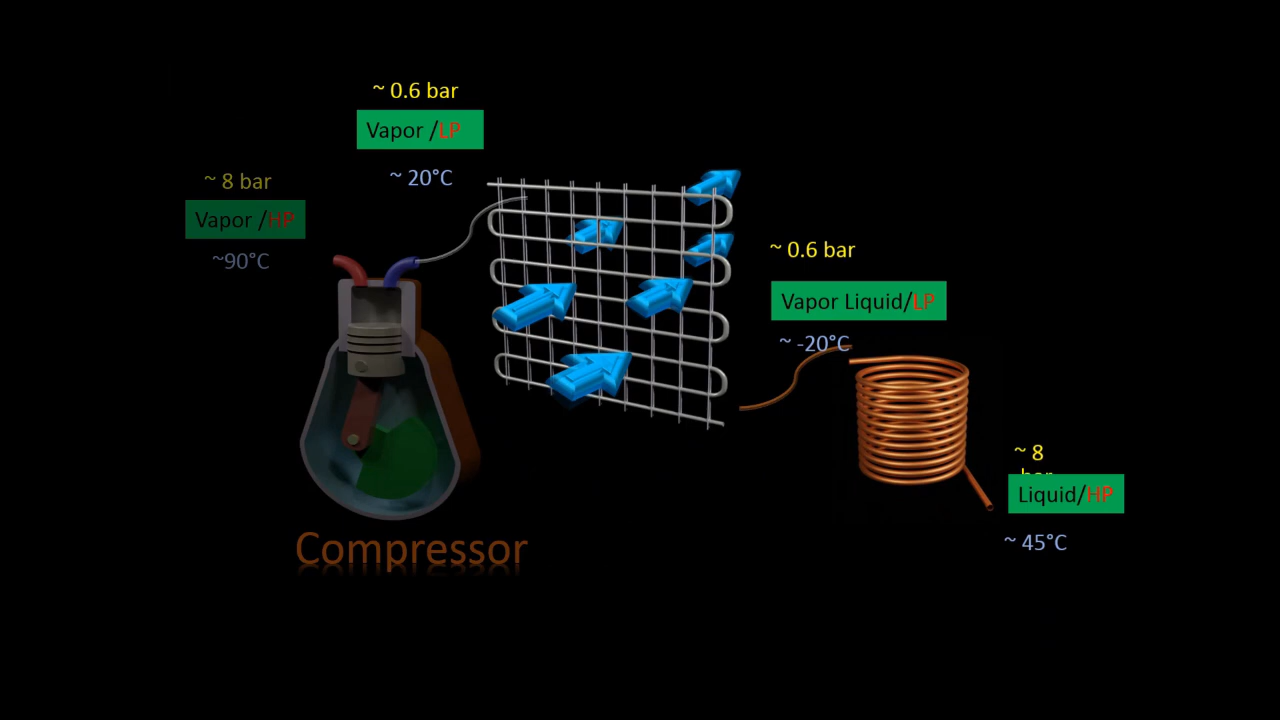 ~ 0.6 bar
Vapor /LP
~ 20°C
~ 8 bar
Vapor /HP
~90°C
~ 0.6 bar
Vapor Liquid/LP
~ -20°C
~ 8
bar
Liquid/HP
~ 45°C
Compressor